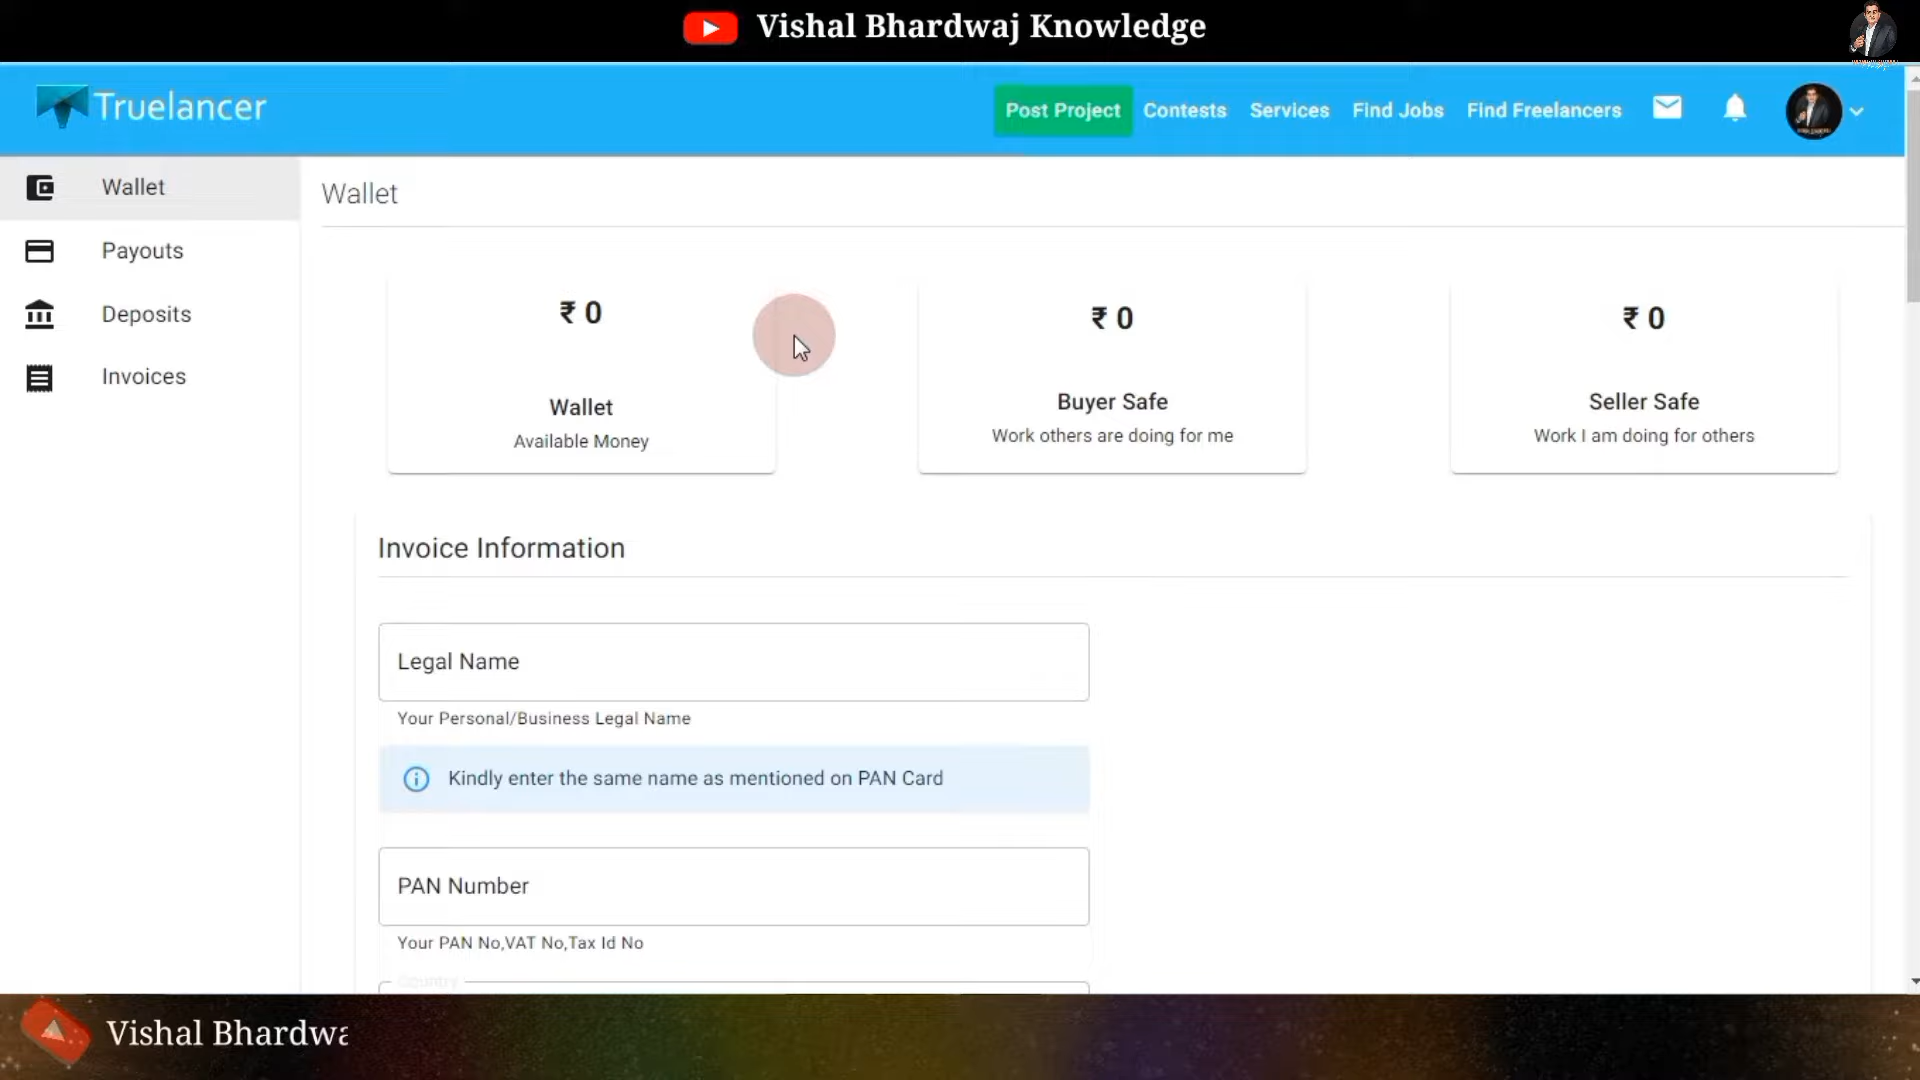 Vishal Bhardwaj Knowledge
Truelancer
Post Project
Contests
Services
Find Jobs
Find Freelancers
Wallet
Payouts
Deposits
Invoices
Wallet
₹ 0
Wallet
Available Money
₹ 0
Buyer Safe
Work others are doing for me
₹ 0
Seller Safe
Work I am doing for others
Invoice Information
Legal Name
Your Personal/Business Legal Name
Kindly enter the same name as mentioned on PAN Card
PAN Number
Your PAN No,VAT No,Tax Id No
Country
Vishal Bhardwa